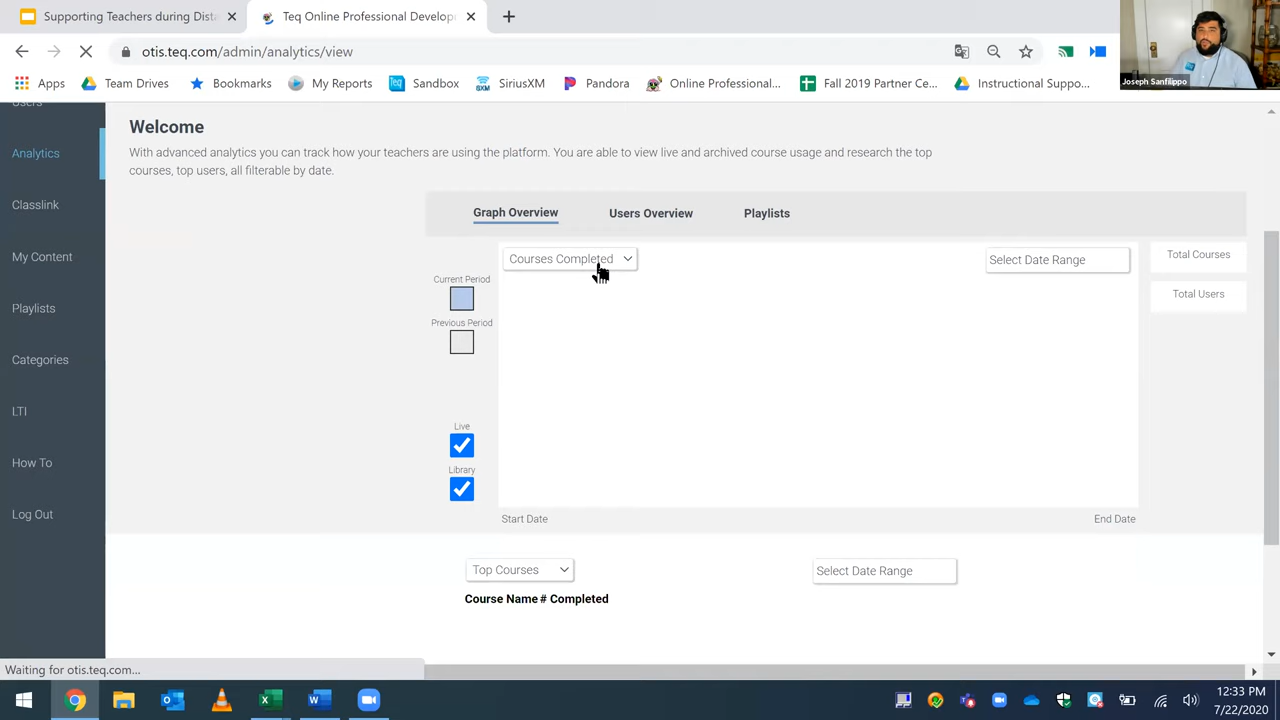 Supporting Teachers during Dista
Teq Online Professional Develop
otis.teq.com/admin/analytics/view
Apps
Team Drives
Bookmarks
My Reports
Sandbox
SiriusXM
Pandora
Online Professional...
Fall 2019 Partner Ce...
Instructional Suppo...
Joseph Sanfilippo
Users
Analytics
Classlink
My Content
Playlists
Categories
LTI
How To
Log Out
Welcome
With advanced analytics you can track how your teachers are using the platform. You are able to view live and archived course usage and research the top
courses, top users, all filterable by date.
Graph Overview
Users Overview
Playlists
Courses Completed
Select Date Range
Total Courses
Total Users
Current Period
Previous Period
Live
Library
Start Date
End Date
Top Courses
Select Date Range
Course Name # Completed
Waiting for otis.teq.com...
12:33 PM
7/22/2020